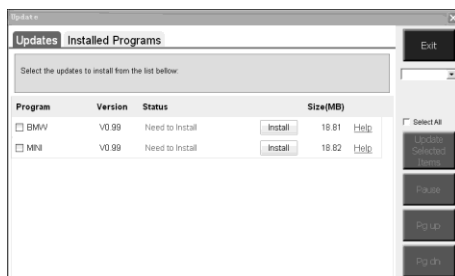 Update
Updates Installed Programs
Exit
Select the updates to install from the list bellow:
Program Version Status Size(MB)
Select All
BMW V0.99 Need to Install Install 18.81 Help
MINI V0.99 Need to Install Install 18.82 Help
Update
Selected
Items
Pause
Pg up
Pg dn